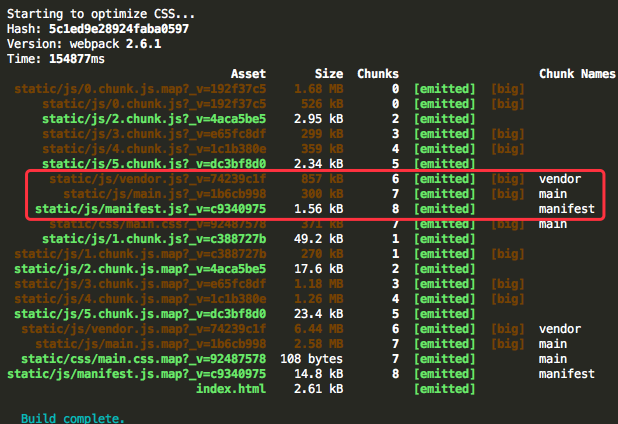 Starting to optimize CSS...
Hash: 5c1ed9e28924faba0597
Version: webpack 2.6.1
Time: 154877ms
Asset Size Chunks Chunk Names
static/js/0.chunk.js.map?_v=192f37c5 1.68 MB 0 [emitted] [big]
static/js/0.chunk.js?_v=192f37c5 526 kB 0 [emitted] [big]
static/js/2.chunk.js?_v=4aca5be5 2.95 kB 2 [emitted]
static/js/3.chunk.js?_v=e65fc8df 299 kB 3 [emitted] [big]
static/js/4.chunk.js?_v=1c1b380e 359 kB 4 [emitted] [big]
static/js/5.chunk.js?_v=dc3bf8d0 2.34 kB 5 [emitted]
static/js/vendor.js?_v=74239c1f 857 kB 6 [emitted] [big] vendor
static/js/main.js?_v=1b6cb998 300 kB 7 [emitted] [big] main
static/js/manifest.js?_v=c9340975 1.56 kB 8 [emitted] manifest
static/css/main.css?_v=92487578 371 kB 7 [emitted] [big] main
static/js/1.chunk.js?_v=c388727b 49.2 kB 1 [emitted]
static/js/1.chunk.js.map?_v=c388727b 270 kB 1 [emitted] [big]
static/js/2.chunk.js.map?_v=4aca5be5 17.6 kB 2 [emitted]
static/js/3.chunk.js.map?_v=e65fc8df 1.18 MB 3 [emitted] [big]
static/js/4.chunk.js.map?_v=1c1b380e 1.26 MB 4 [emitted] [big]
static/js/5.chunk.js.map?_v=dc3bf8d0 23.4 kB 5 [emitted]
static/js/vendor.js.map?_v=74239c1f 6.44 MB 6 [emitted] [big] vendor
static/js/main.js.map?_v=1b6cb998 2.58 MB 7 [emitted] [big] main
static/css/main.css.map?_v=92487578 108 bytes 7 [emitted] main
static/js/manifest.js.map?_v=c9340975 14.8 kB 8 [emitted] manifest
index.html 2.61 kB [emitted]
Build complete.